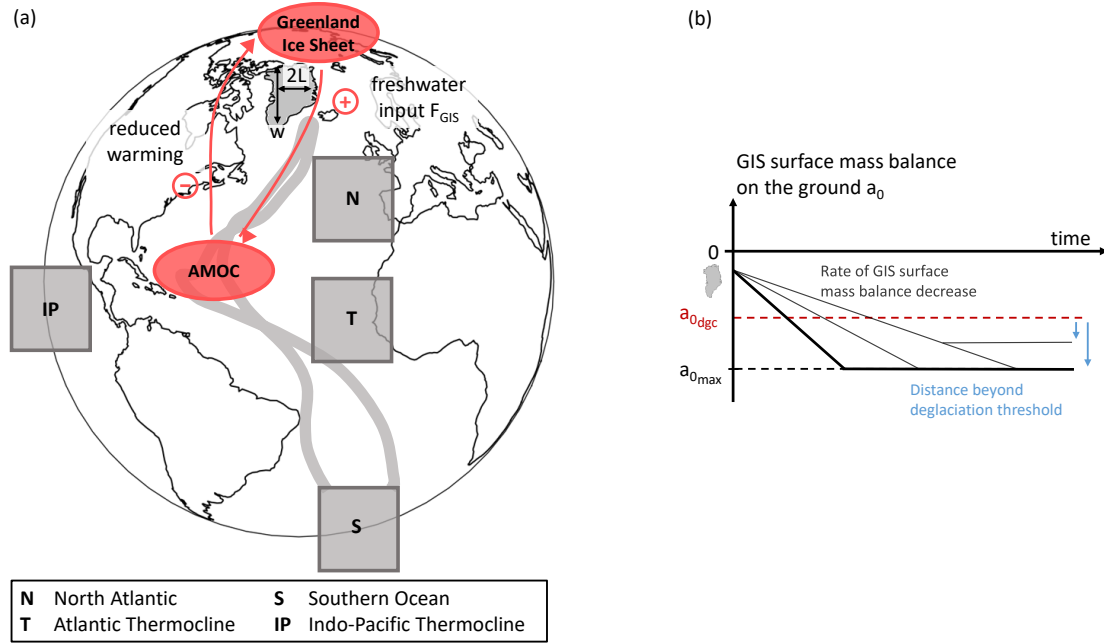 (a)
Greenland
Ice Sheet
2L
w
+
freshwater
input F_GIS
reduced
warming
−
N
AMOC
IP
T
S
N North Atlantic S Southern Ocean
T Atlantic Thermocline IP Indo-Pacific Thermocline
(b)
GIS surface mass balance
on the ground a_0
time
0
Rate of GIS surface
mass balance decrease
a_0dgc
a_0max
Distance beyond
deglaciation threshold